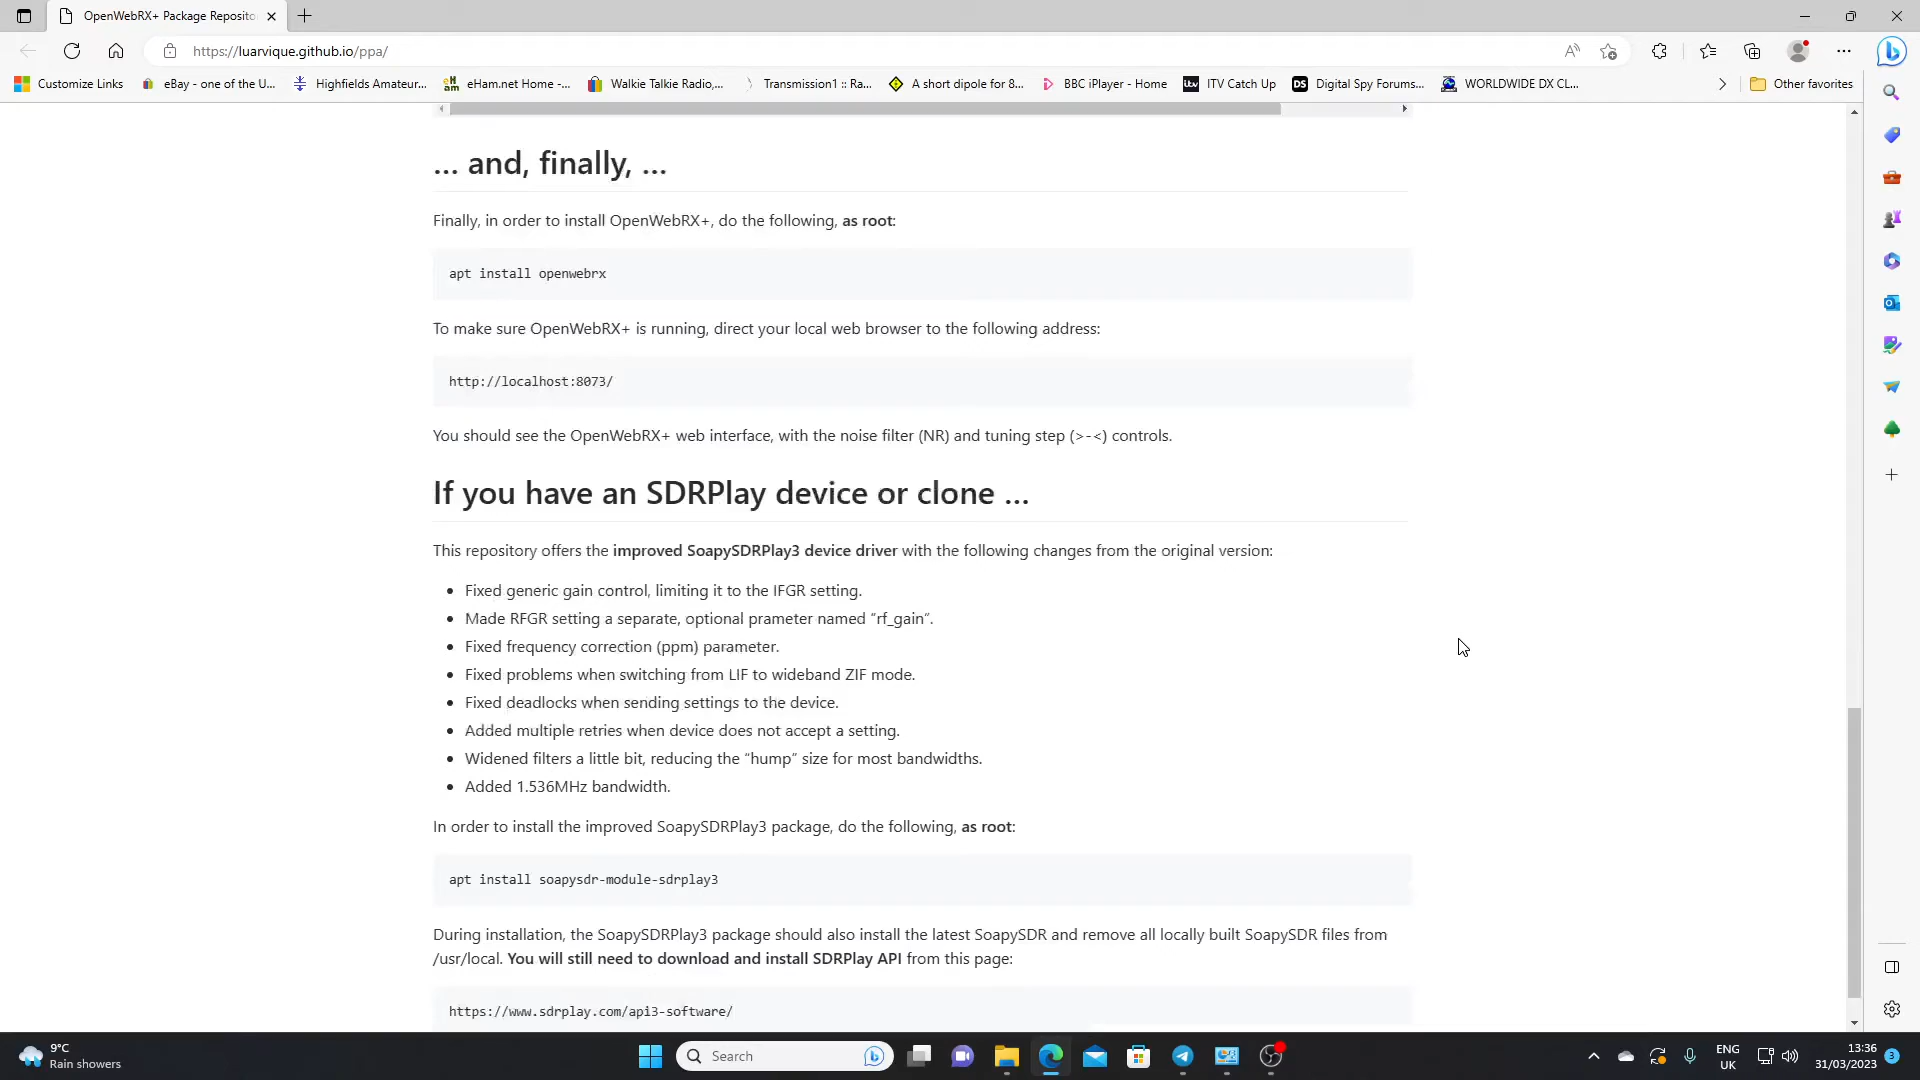 OpenWebRX+ Package Reposito
https://luarvique.github.io/ppa/
Customize Links
eBay - one of the U...
Highfields Amateur...
eHam.net Home -...
Walkie Talkie Radio,...
Transmission1 :: Ra...
A short dipole for 8...
BBC iPlayer - Home
ITV Catch Up
Digital Spy Forums...
WORLDWIDE DX CL...
Other favorites
... and, finally, ...
Finally, in order to install OpenWebRX+, do the following, as root:
apt install openwebrx
To make sure OpenWebRX+ is running, direct your local web browser to the following address:
http://localhost:8073/
You should see the OpenWebRX+ web interface, with the noise filter (NR) and tuning step (>-<) controls.
If you have an SDRPlay device or clone ...
This repository offers the improved SoapySDRPlay3 device driver with the following changes from the original version:
• Fixed generic gain control, limiting it to the IFGR setting.
• Made RFGR setting a separate, optional prameter named “rf_gain”.
• Fixed frequency correction (ppm) parameter.
• Fixed problems when switching from LIF to wideband ZIF mode.
• Fixed deadlocks when sending settings to the device.
• Added multiple retries when device does not accept a setting.
• Widened filters a little bit, reducing the “hump” size for most bandwidths.
• Added 1.536MHz bandwidth.
In order to install the improved SoapySDRPlay3 package, do the following, as root:
apt install soapysdr-module-sdrplay3
During installation, the SoapySDRPlay3 package should also install the latest SoapySDR and remove all locally built SoapySDR files from
/usr/local. You will still need to download and install SDRPlay API from this page:
https://www.sdrplay.com/api3-software/
9°C
Rain showers
Search
ENG
UK
13:36
31/03/2023
3